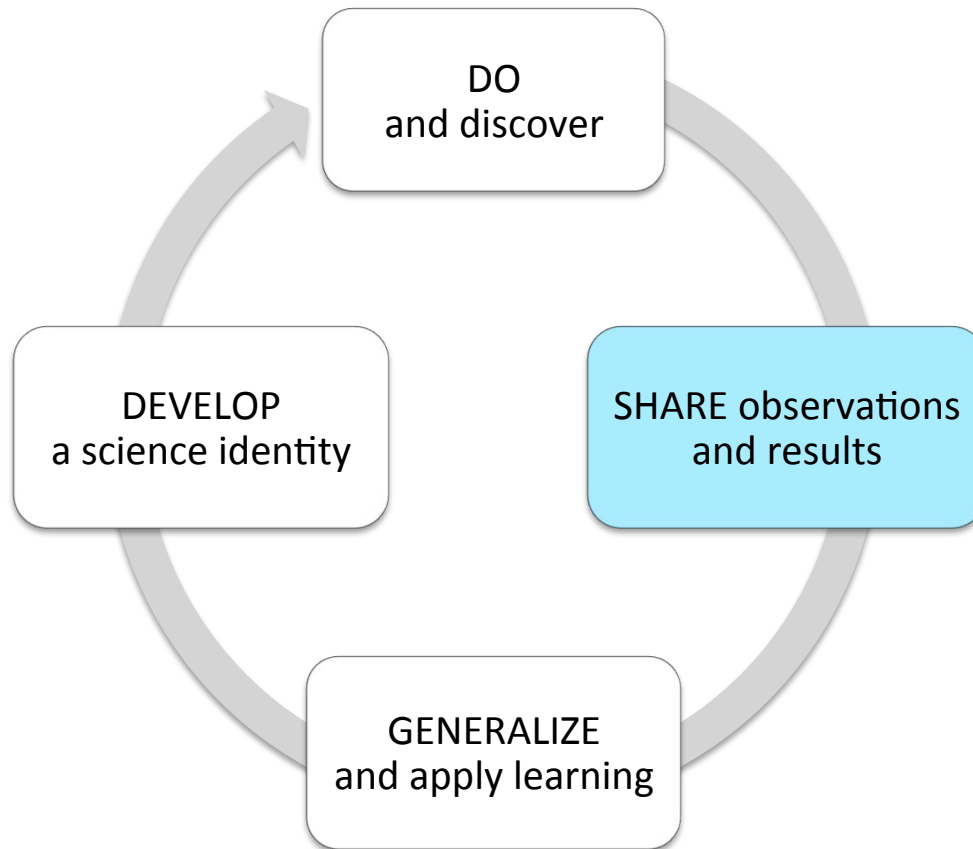 DO
and discover
SHARE observations
and results
GENERALIZE
and apply learning
DEVELOP
a science identity